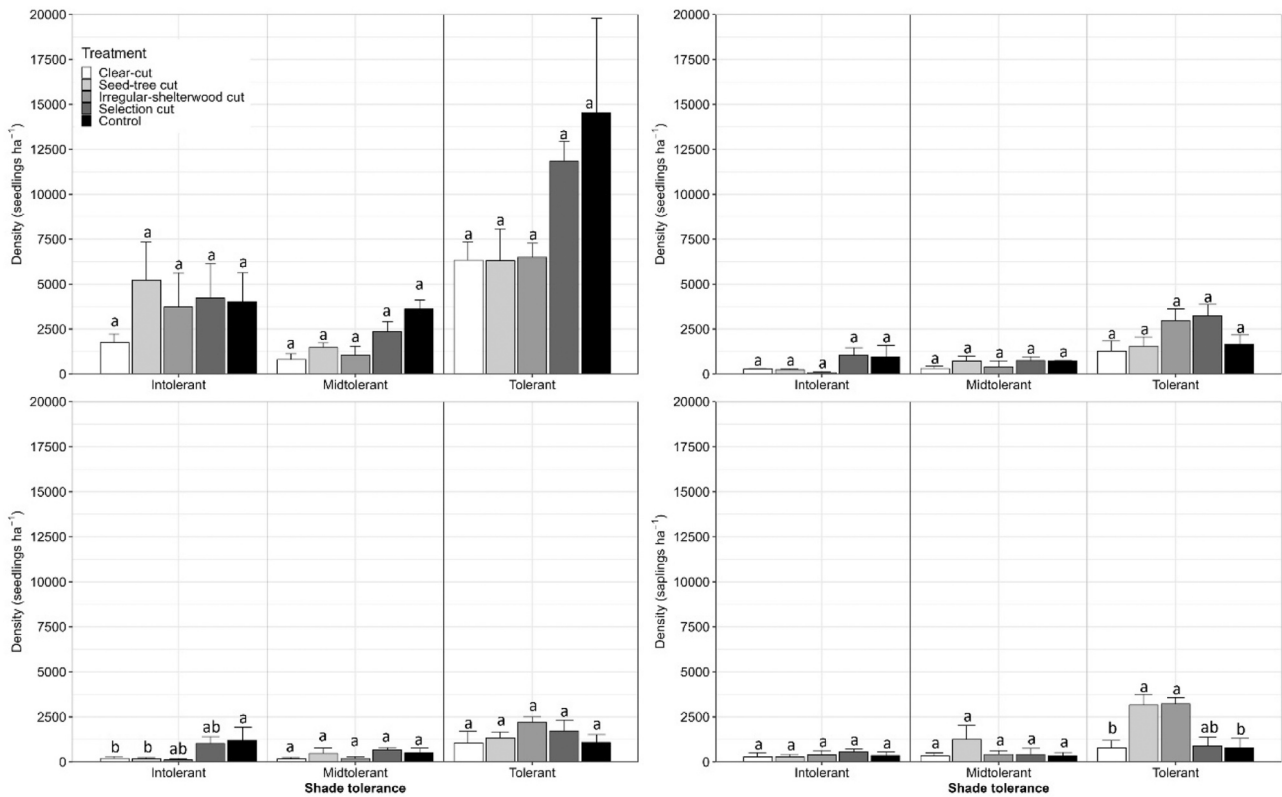 20000
17500
15000
12500
10000
7500
5000
2500
0
Density (seedlings ha⁻¹)
Treatment
Clear-cut
Seed-tree cut
Irregular-shelterwood cut
Selection cut
Control
a a a a a
a a a a a
a a a a a
Intolerant Midtolerant Tolerant
20000
17500
15000
12500
10000
7500
5000
2500
0
Density (seedlings ha⁻¹)
a a a a a
a a a a a
a a a a a
Intolerant Midtolerant Tolerant
20000
17500
15000
12500
10000
7500
5000
2500
0
Density (seedlings ha⁻¹)
b b ab ab a
a a a a a
a a a a a
Intolerant Midtolerant Tolerant
Shade tolerance
20000
17500
15000
12500
10000
7500
5000
2500
0
Density (saplings ha⁻¹)
a a a a a
a a a a a
b a a ab b
Intolerant Midtolerant Tolerant
Shade tolerance